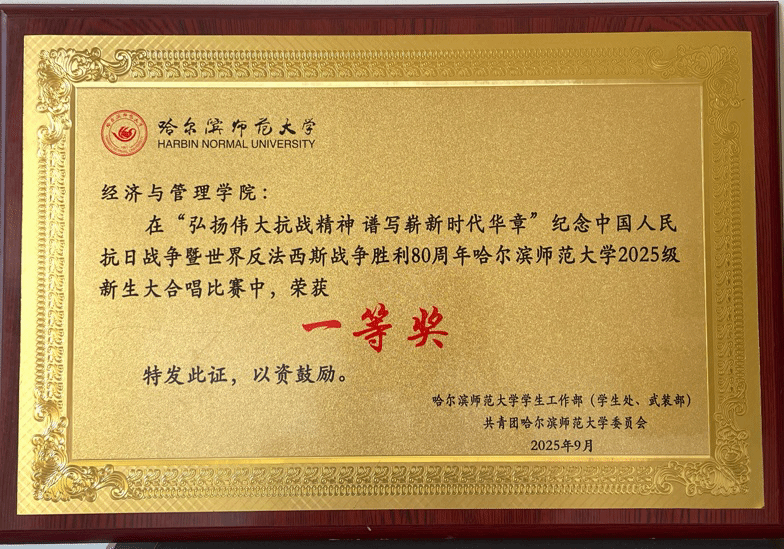 哈尔滨师范大学
HARBIN NORMAL UNIVERSITY
经济与管理学院：
在“弘扬伟大抗战精神 谱写崭新时代华章”纪念中国人民
抗日战争暨世界反法西斯战争胜利80周年哈尔滨师范大学2025级
新生大合唱比赛中，荣获
一等奖
特发此证，以资鼓励。
哈尔滨师范大学学生工作部（学生处、武装部）
共青团哈尔滨师范大学委员会
2025年9月